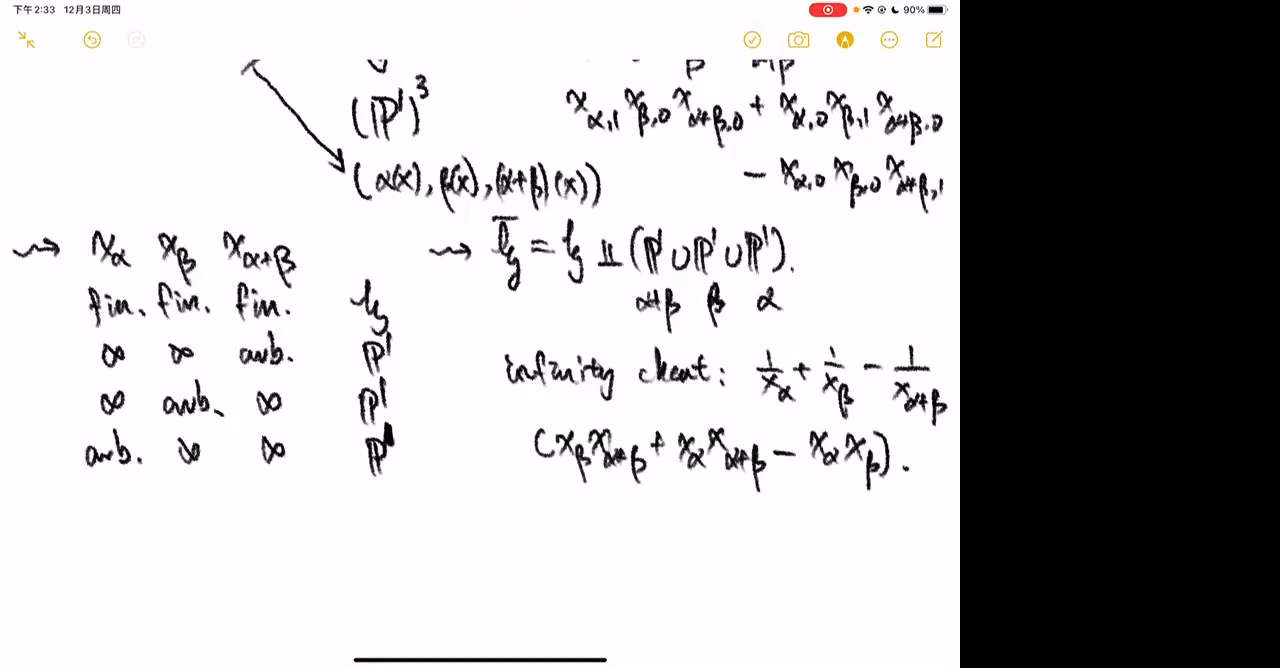 下午2:33 12月3日周四
90%
β α+β
(ℙ¹)³
x_{α,1} x_{β,0} x_{α+β,0} + x_{α,0} x_{β,1} x_{α+β,0}
(α(x), β(x), (α+β)(x))
− x_{α,0} x_{β,0} x_{α+β,1}
⇝ x_α x_β x_{α+β}
fin. fin. fin. 𝔥
∞ ∞ arb. ℙ¹
∞ arb. ∞ ℙ¹
arb. ∞ ∞ ℙ¹
⇝ \overline{𝔥} = 𝔥 ⨿ (ℙ¹ ∪ ℙ¹ ∪ ℙ¹).
α+β β α
infinity chart: 1/x_α + 1/x_β − 1/x_{α+β}
(x_β x_{α+β} + x_α x_{α+β} − x_α x_β).